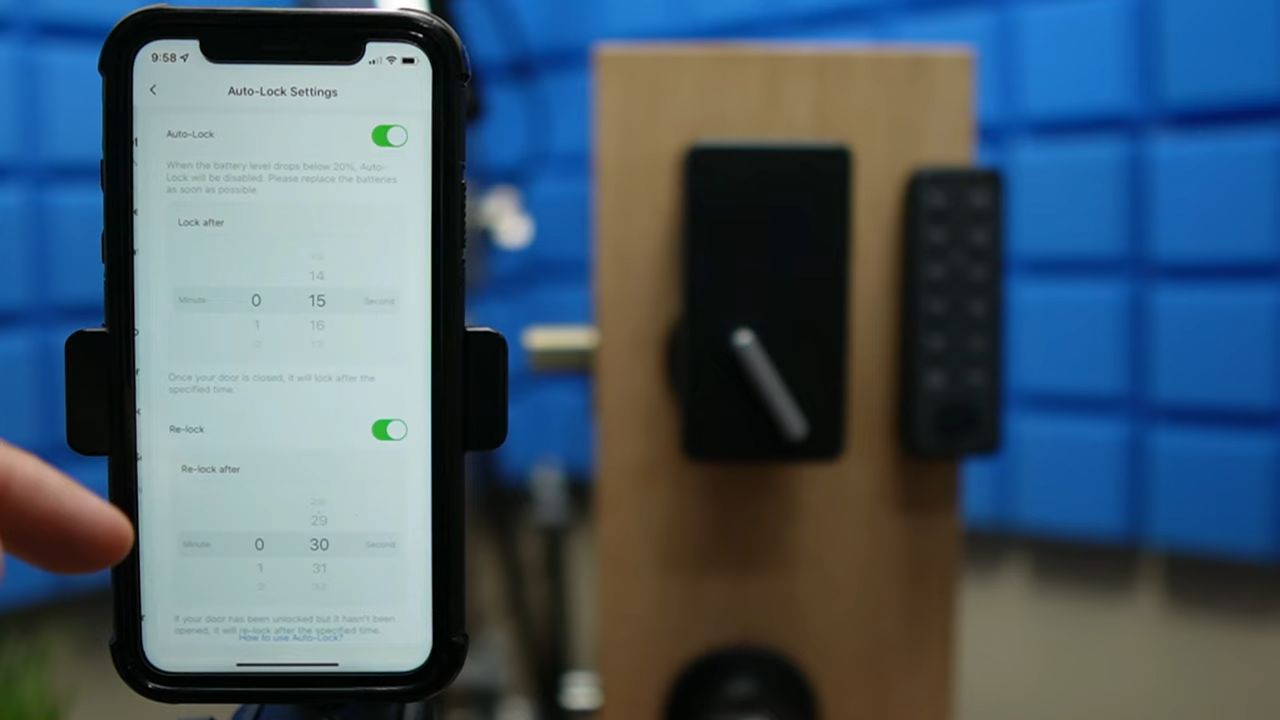 9:58
Auto-Lock Settings
Auto-Lock
When the battery level drops below 20%, Auto-
Lock will be disabled. Please replace the batteries
as soon as possible.
Lock after
14
Minute 0 15 Second
1 16
Once your door is closed, it will lock after the
specified time.
Re-lock
Re-lock after
29
Minute 0 30 Second
1 31
If your door has been unlocked but it hasn't been
opened, it will re-lock after the specified time.
How to use Auto-Lock?